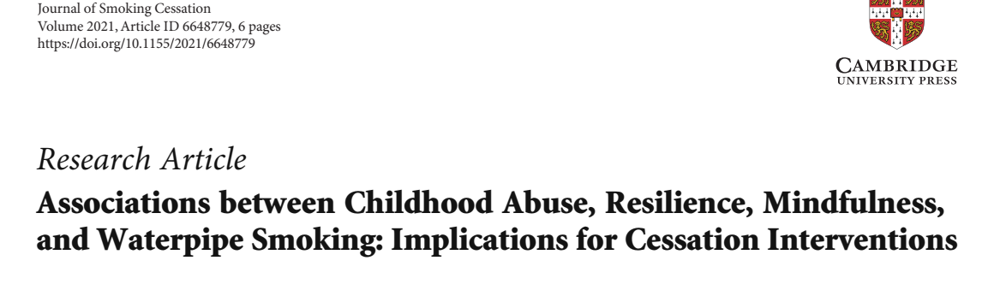 Journal of Smoking Cessation
Volume 2021, Article ID 6648779, 6 pages
https://doi.org/10.1155/2021/6648779
CAMBRIDGE
UNIVERSITY PRESS
Research Article
Associations between Childhood Abuse, Resilience, Mindfulness,
and Waterpipe Smoking: Implications for Cessation Interventions